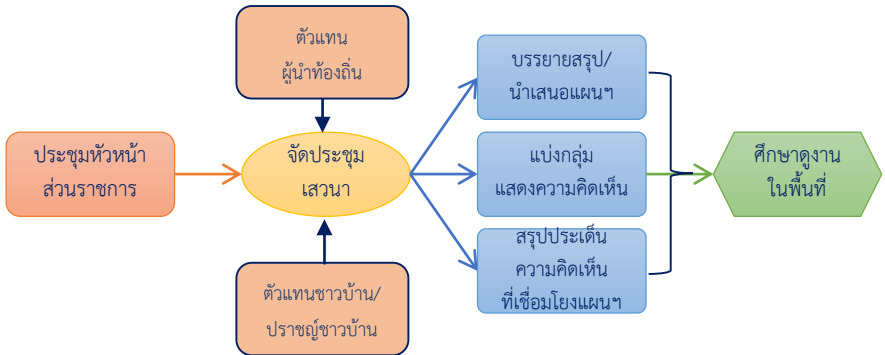 ตัวแทน
ผู้นำท้องถิ่น
ประชุมหัวหน้า
ส่วนราชการ
จัดประชุม
เสวนา
ตัวแทนชาวบ้าน/
ปราชญ์ชาวบ้าน
บรรยายสรุป/
นำเสนอแผนฯ
แบ่งกลุ่ม
แสดงความคิดเห็น
สรุปประเด็น
ความคิดเห็น
ที่เชื่อมโยงแผนฯ
ศึกษาดูงาน
ในพื้นที่